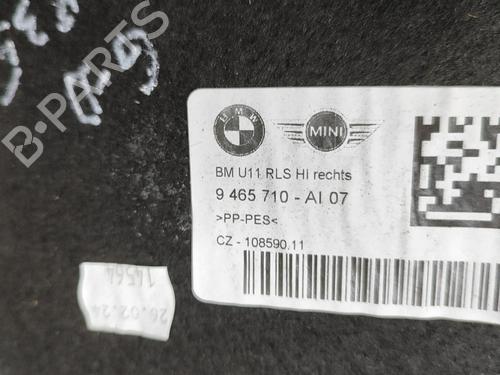 BMW
MINI
BM U11 RLS HI rechts
9 465 710 - AI 07
>PP-PES<
CZ - 108590.11
14564
26.02.24
B-PARTS